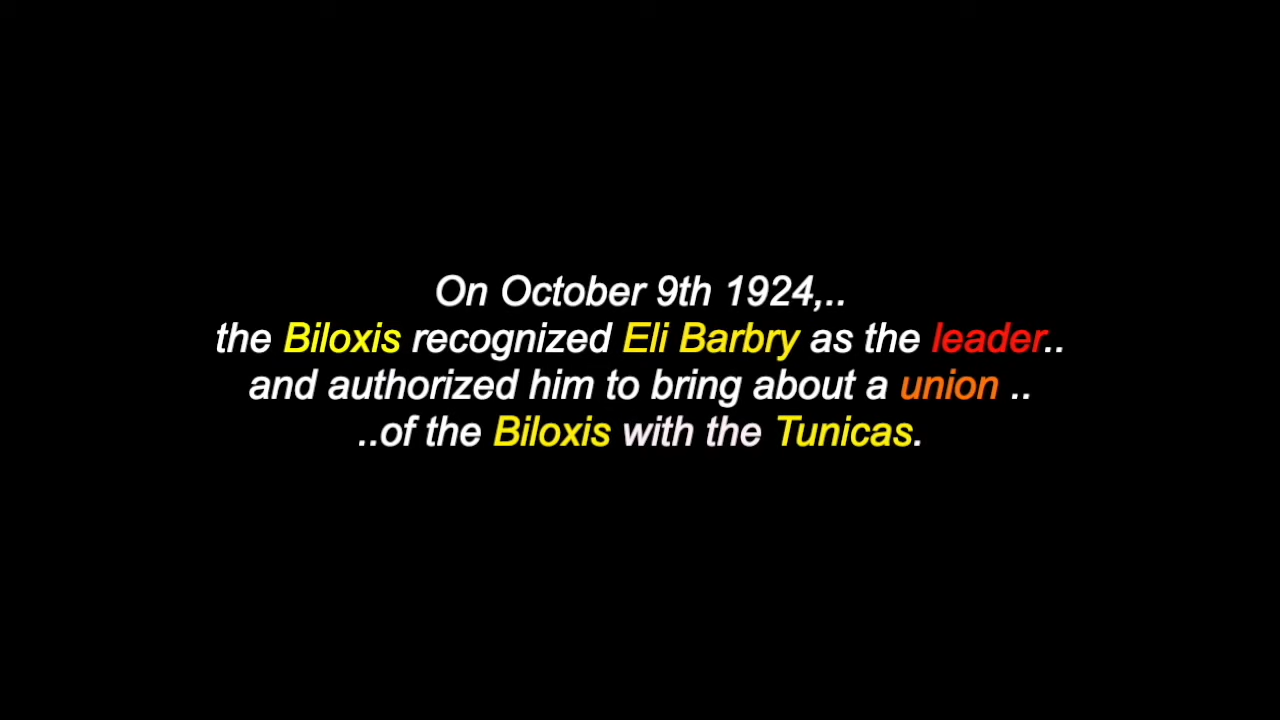 On October 9th 1924,..
the Biloxis recognized Eli Barbry as the leader..
and authorized him to bring about a union ..
..of the Biloxis with the Tunicas.